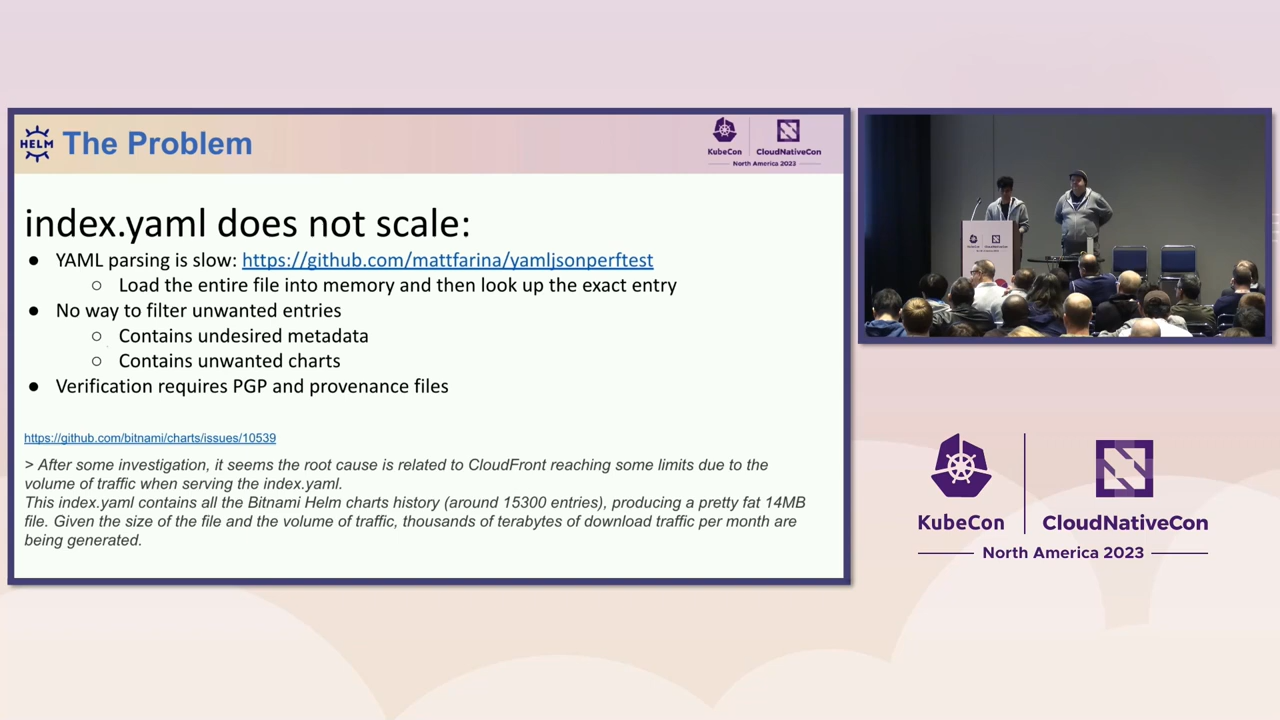 HELM
The Problem
KubeCon
CloudNativeCon
North America 2023
index.yaml does not scale:
● YAML parsing is slow: https://github.com/mattfarina/yamljsonperftest
○ Load the entire file into memory and then look up the exact entry
● No way to filter unwanted entries
○ Contains undesired metadata
○ Contains unwanted charts
● Verification requires PGP and provenance files
https://github.com/bitnami/charts/issues/10539
> After some investigation, it seems the root cause is related to CloudFront reaching some limits due to the
volume of traffic when serving the index.yaml.
This index.yaml contains all the Bitnami Helm charts history (around 15300 entries), producing a pretty fat 14MB
file. Given the size of the file and the volume of traffic, thousands of terabytes of download traffic per month are
being generated.
KubeCon
CloudNativeCon
North America 2023